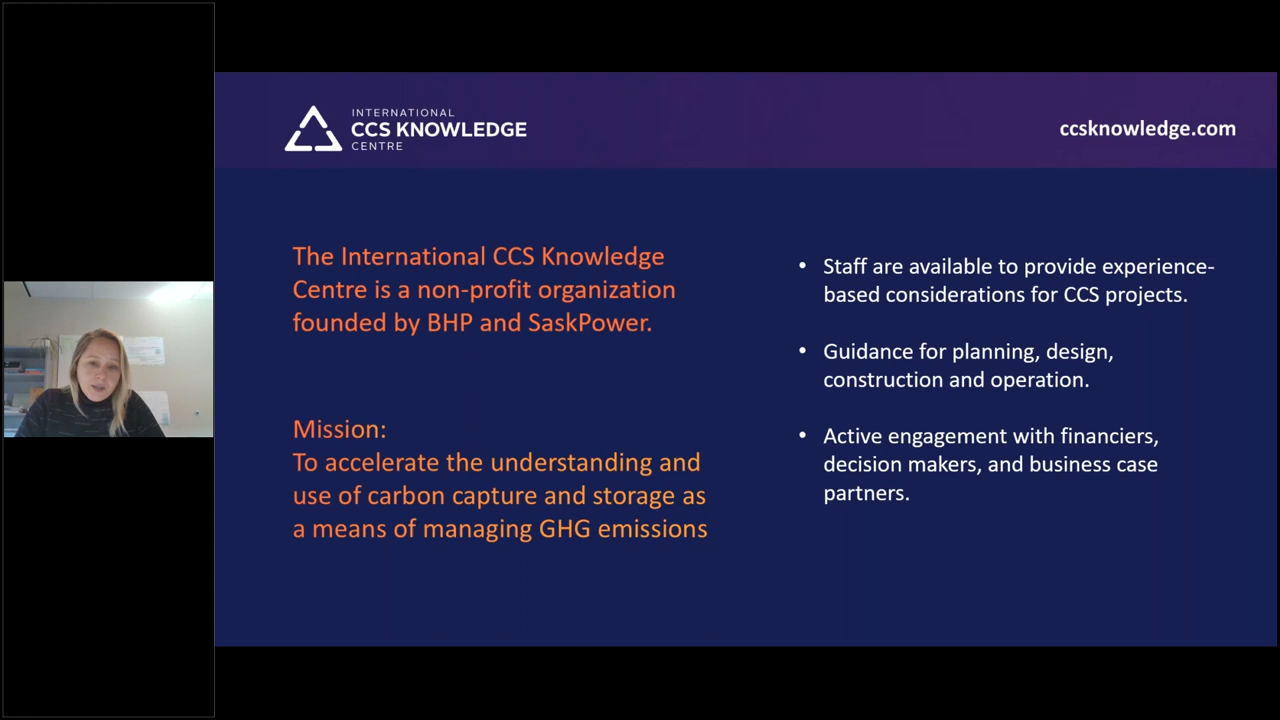 INTERNATIONAL
CCS KNOWLEDGE
CENTRE
ccsknowledge.com
The International CCS Knowledge
Centre is a non-profit organization
founded by BHP and SaskPower.
Mission:
To accelerate the understanding and
use of carbon capture and storage as
a means of managing GHG emissions
• Staff are available to provide experience-
based considerations for CCS projects.
• Guidance for planning, design,
construction and operation.
• Active engagement with financiers,
decision makers, and business case
partners.